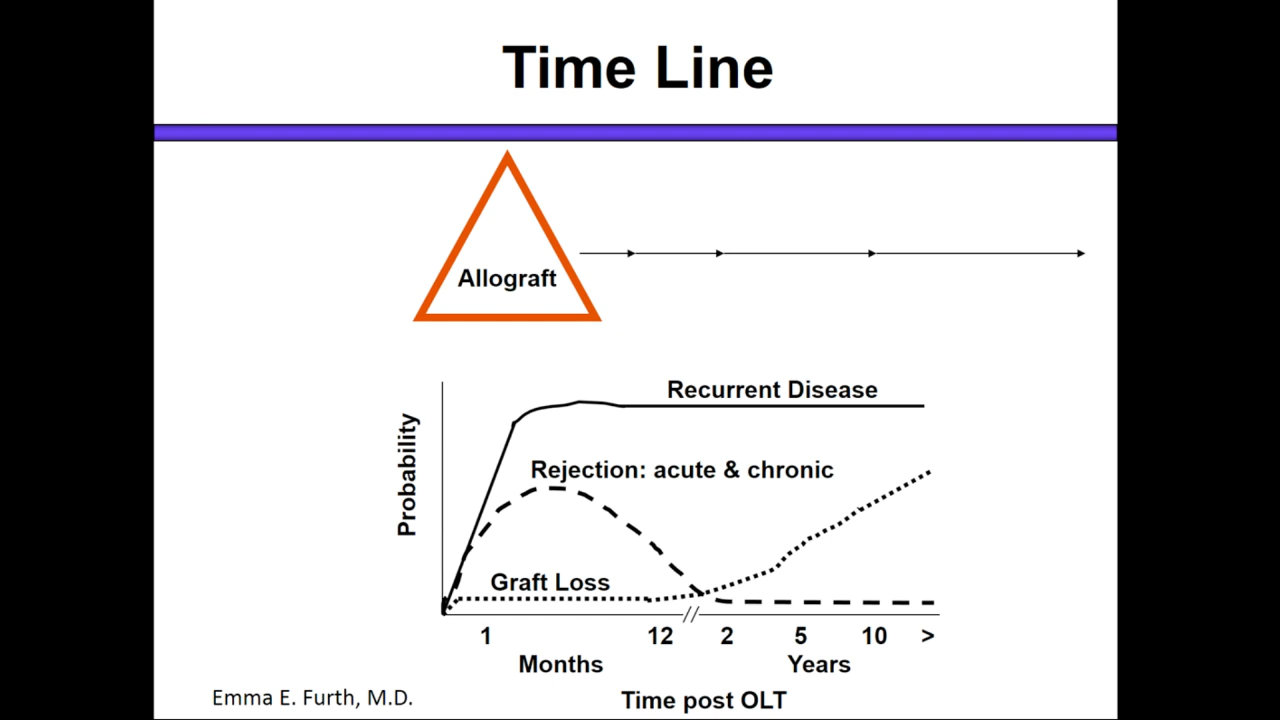 Time Line
Allograft
Recurrent Disease
Probability
Rejection: acute & chronic
Graft Loss
1 12 // 2 5 10 >
Months Years
Time post OLT
Emma E. Furth, M.D.